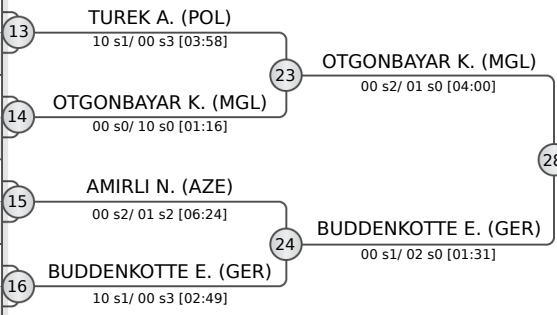 13
TUREK A. (POL)
10 s1/ 00 s3 [03:58]
23
OTGONBAYAR K. (MGL)
00 s2/ 01 s0 [04:00]
14
OTGONBAYAR K. (MGL)
00 s0/ 10 s0 [01:16]
28
15
AMIRLI N. (AZE)
00 s2/ 01 s2 [06:24]
24
BUDDENKOTTE E. (GER)
00 s1/ 02 s0 [01:31]
16
BUDDENKOTTE E. (GER)
10 s1/ 00 s3 [02:49]